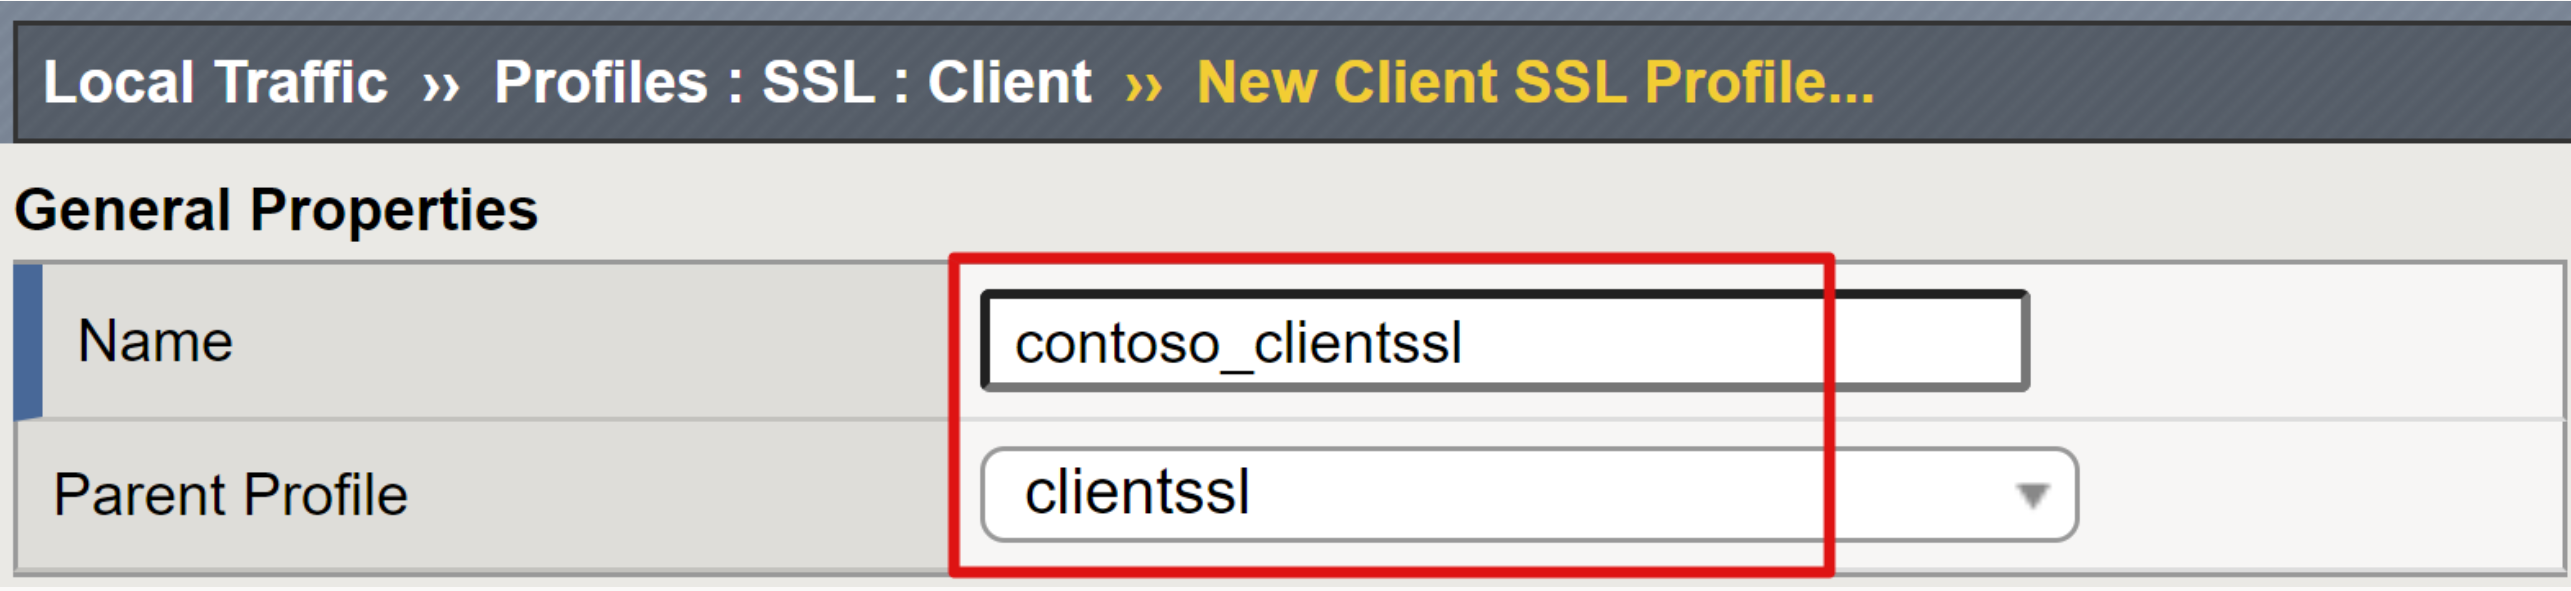 Local Traffic ›› Profiles : SSL : Client ›› New Client SSL Profile...
General Properties
Name contoso_clientssl
Parent Profile clientssl